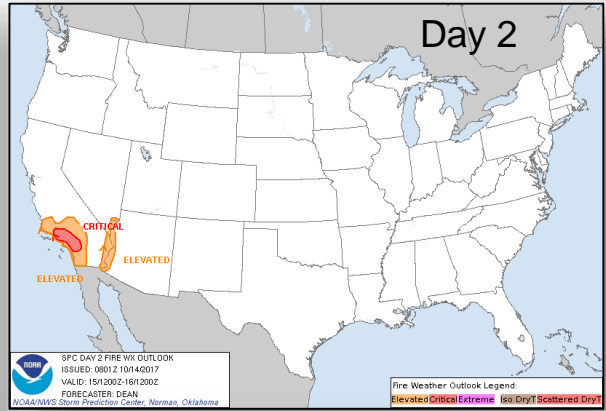 Day 2
CRITICAL
ELEVATED
ELEVATED
NOAA
SPC DAY 2 FIRE WX OUTLOOK
ISSUED: 0801Z 10/14/2017
VALID: 15/1200Z-16/1200Z
FORECASTER: DEAN
NOAA/NWS Storm Prediction Center, Norman, Oklahoma
Fire Weather Outlook Legend:
Elevated Critical Extreme Iso DryT Scattered DryT